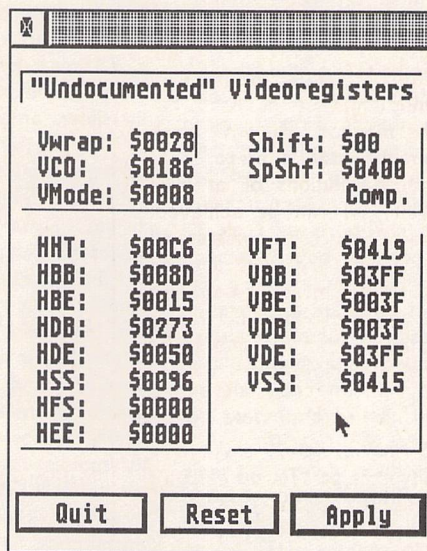 "Undocumented" Videoregisters
Vwrap: $0028 Shift: $00
VCO: $0186 SpShf: $0400
VMode: $0008 Comp.
HHT: $00C6 VFT: $0419
HBB: $008D VBB: $03FF
HBE: $0015 VBE: $003F
HDB: $0273 VDB: $003F
HDE: $0050 VDE: $03FF
HSS: $0096 VSS: $0415
HFS: $0000
HEE: $0000
Quit Reset Apply